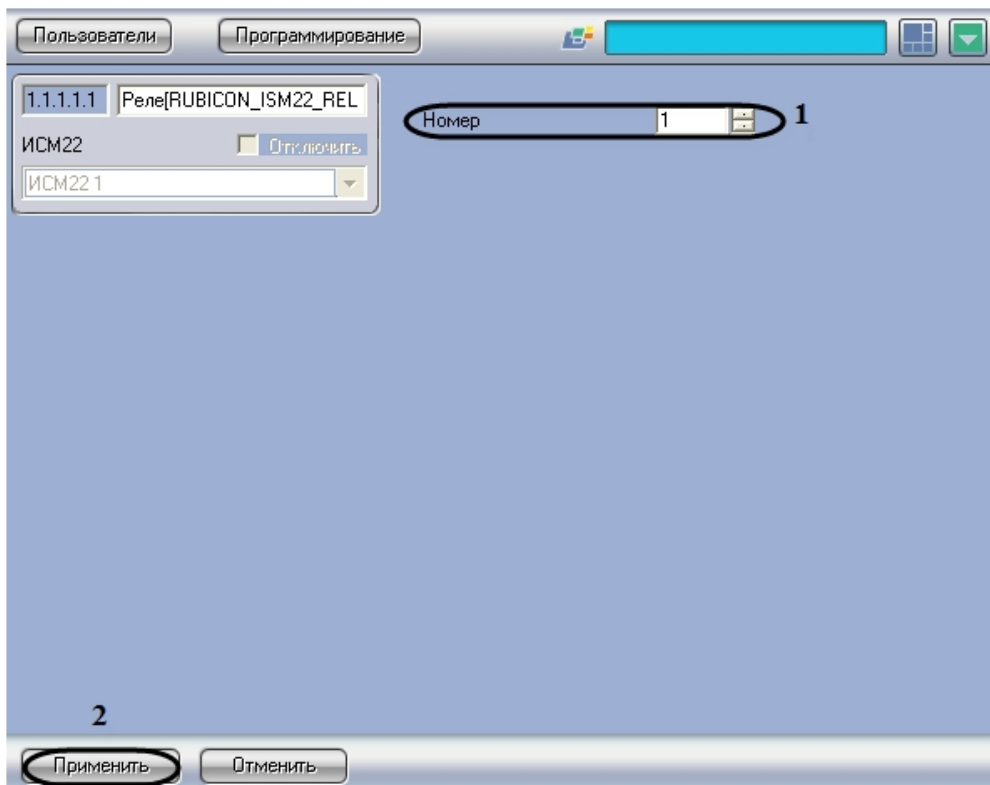 Пользователи Программирование
1.1.1.1.1 Реле[RUBICON_ISM22_REL
Номер 1 1
ИСМ22 Отключить
ИСМ22 1
2
Применить Отменить